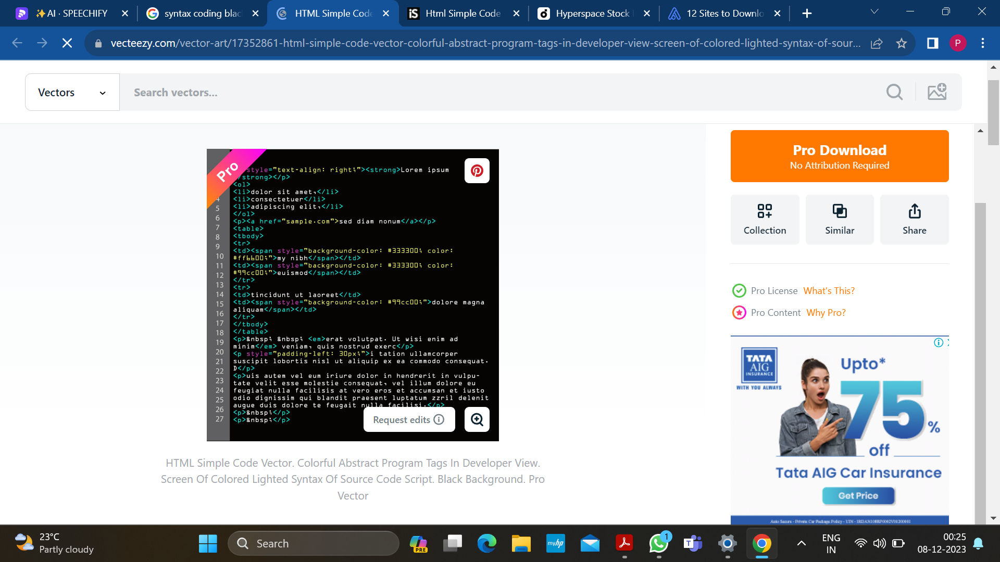 ✨AI · SPEECHIFY
syntax coding blac
HTML Simple Code
Html Simple Code
Hyperspace Stock
12 Sites to Downlo
vecteezy.com/vector-art/17352861-html-simple-code-vector-colorful-abstract-program-tags-in-developer-view-screen-of-colored-lighted-syntax-of-sour...
P
Vectors
Search vectors...
Pro
style="text-align: right;"><strong>Lorem ipsum
/strong></p>
<ol>
<li>dolor sit amet,</li>
<li>consectetuer</li>
<li>adipiscing elit,</li>
</ol>
<p><a href="sample.com">sed diam nonum</a></p>
<table>
<tbody>
<tr>
<td><span style="background-color: #333300; color:
#ff6600;">my nibh</span></td>
<td><span style="background-color: #333300; color:
#99cc00;">euismod</span></td>
</tr>
<tr>
<td>tincidunt ut laoreet</td>
<td><span style="background-color: #99cc00;">dolore magna
aliquam</span></td>
</tr>
</tbody>
</table>
<p>&nbsp; &nbsp; <em>erat volutpat. Ut wisi enim ad
minim</em> veniam, quis nostrud exerc</p>
<p style="padding-left: 30px;">i tation ullamcorper
suscipit lobortis nisl ut aliquip ex ea commodo consequat.
D</p>
<p>uis autem vel eum iriure dolor in hendrerit in vulpu-
tate velit esse molestie consequat, vel illum dolore eu
feugiat nulla facilisis at vero eros et accumsan et iusto
odio dignissim qui blandit praesent luptatum zzril delenit
augue duis dolore te feugait nulla facilisi.</p>
<p>&nbsp;</p>
<p>&nbsp;</p>
4
5
6
7
8
9
10
11
12
13
14
15
16
17
18
19
20
21
22
23
24
25
26
27
Request edits
HTML Simple Code Vector. Colorful Abstract Program Tags In Developer View.
Screen Of Colored Lighted Syntax Of Source Code Script. Black Background. Pro
Vector
Pro Download
No Attribution Required
Collection
Similar
Share
Pro License What's This?
Pro Content Why Pro?
TATA
AIG
INSURANCE
WITH YOU ALWAYS
Upto*
75%
off
Tata AIG Car Insurance
Get Price
Auto Secure - Private Car Package Policy - UIN - IRDAN108RP0002V01200001
23°C
Partly cloudy
Search
PRE
myhp
1
T
ENG
IN
00:25
08-12-2023